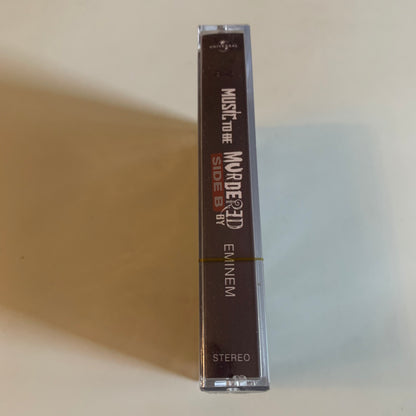 UNIVERSAL
MUSIC TO BE
MURDERED
SIDE B
BY
EMINEM
STEREO